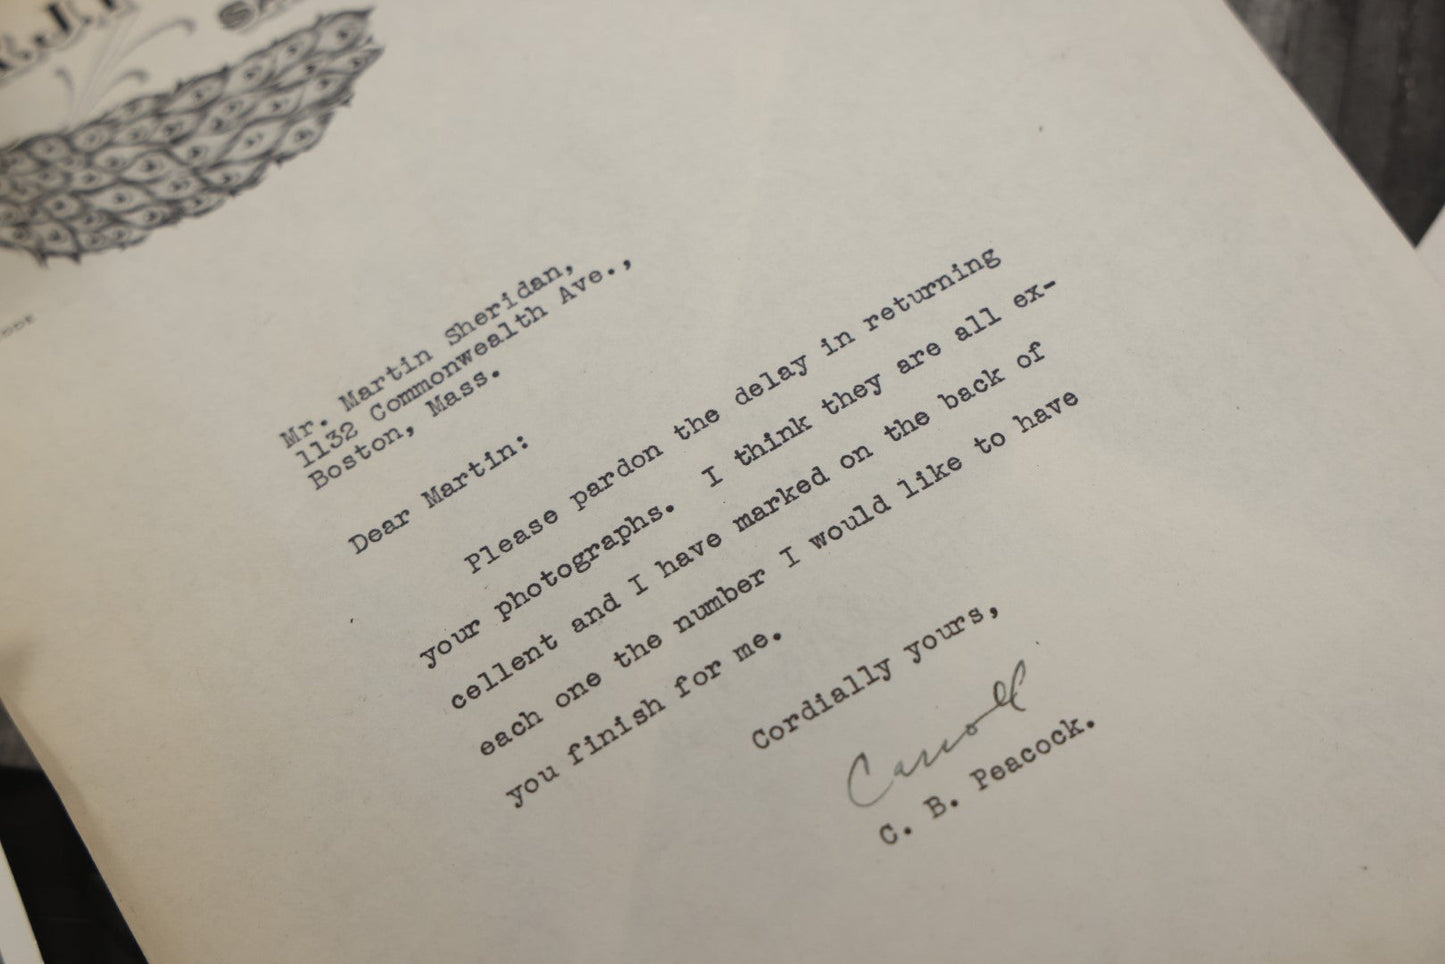 Mr. Martin Sheridan,
1132 Commonwealth Ave.,
Boston, Mass.
Dear Martin:
Please pardon the delay in returning
your photographs. I think they are all ex-
cellent and I have marked on the back of
each one the number I would like to have
you finish for me.
Cordially yours,
Carroll
C. B. Peacock.